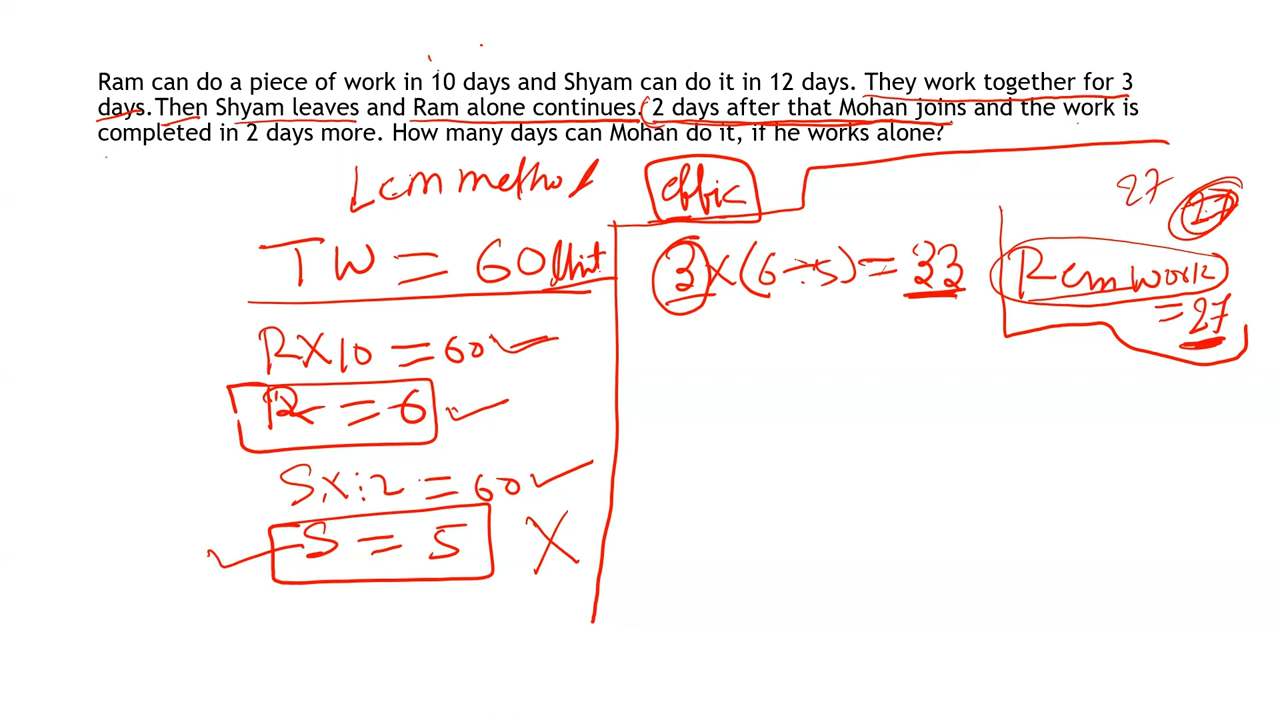 Ram can do a piece of work in 10 days and Shyam can do it in 12 days. They work together for 3
days. Then Shyam leaves and Ram alone continues. 2 days after that Mohan joins and the work is
completed in 2 days more. How many days can Mohan do it, if he works alone?
Lcm method
TW = 60 Unit
R X 10 = 60
R = 6
S X 12 = 60
S = 5
X
effic
3 X (6 + 5) = 33
27
Rem work
= 27